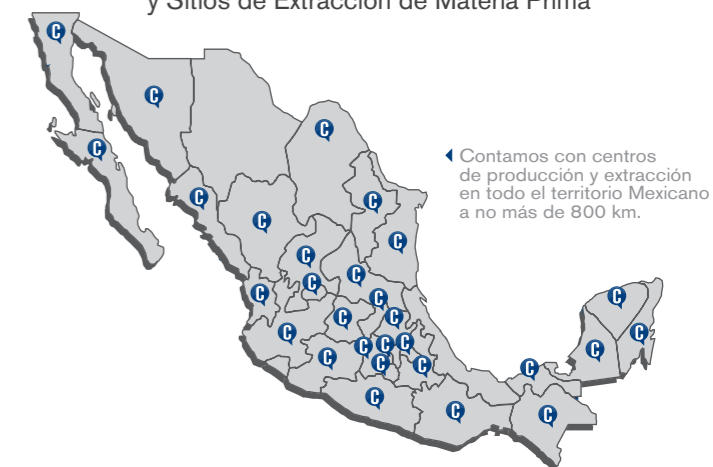 y Sitios de Extracción de Materia Prima
Contamos con centros
de producción y extracción
en todo el territorio Mexicano
a no más de 800 km.